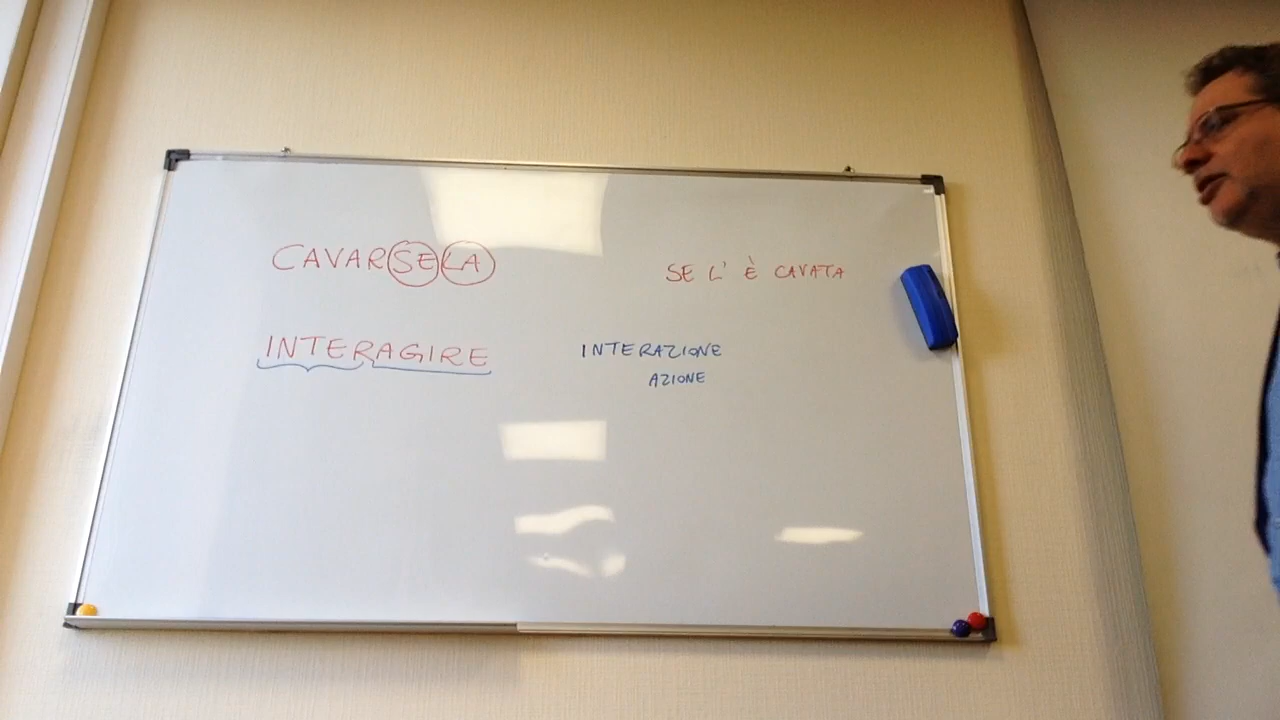 CAVARSELA
SE L' È CAVATA
INTERAGIRE
INTERAZIONE
AZIONE